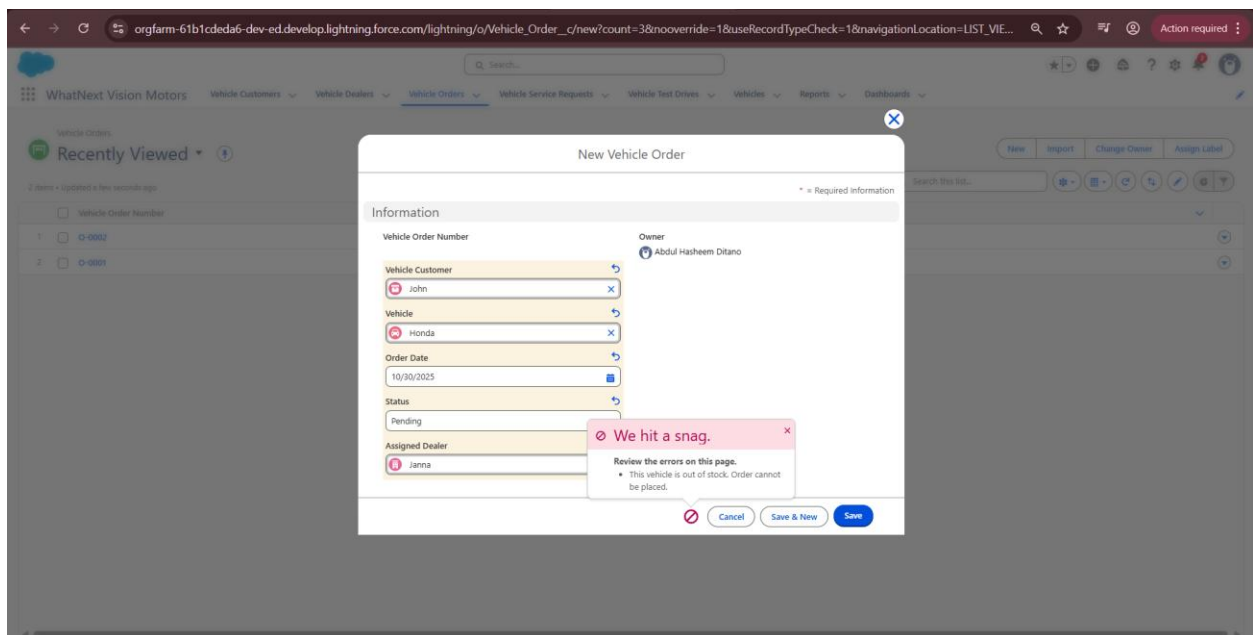 orgfarm-61b1cdeda6-dev-ed.develop.lightning.force.com/lightning/o/Vehicle_Order__c/new?count=3&nooverride=1&useRecordTypeCheck=1&navigationLocation=LIST_VIE...
Action required
Search...
WhatNext Vision Motors
Vehicle Customers
Vehicle Dealers
Vehicle Orders
Vehicle Service Requests
Vehicle Test Drives
Vehicles
Reports
Dashboards
Vehicle Orders
Recently Viewed
New
Import
Change Owner
Assign Label
2 items • Updated a few seconds ago
Search this list...
Vehicle Order Number
1
O-0002
2
O-0001
New Vehicle Order
* = Required Information
Information
Vehicle Order Number
Owner
Abdul Hasheem Ditano
Vehicle Customer
John
Vehicle
Honda
Order Date
10/30/2025
Status
Pending
Assigned Dealer
Janna
We hit a snag.
Review the errors on this page.
• This vehicle is out of stock. Order cannot
be placed.
Cancel
Save & New
Save